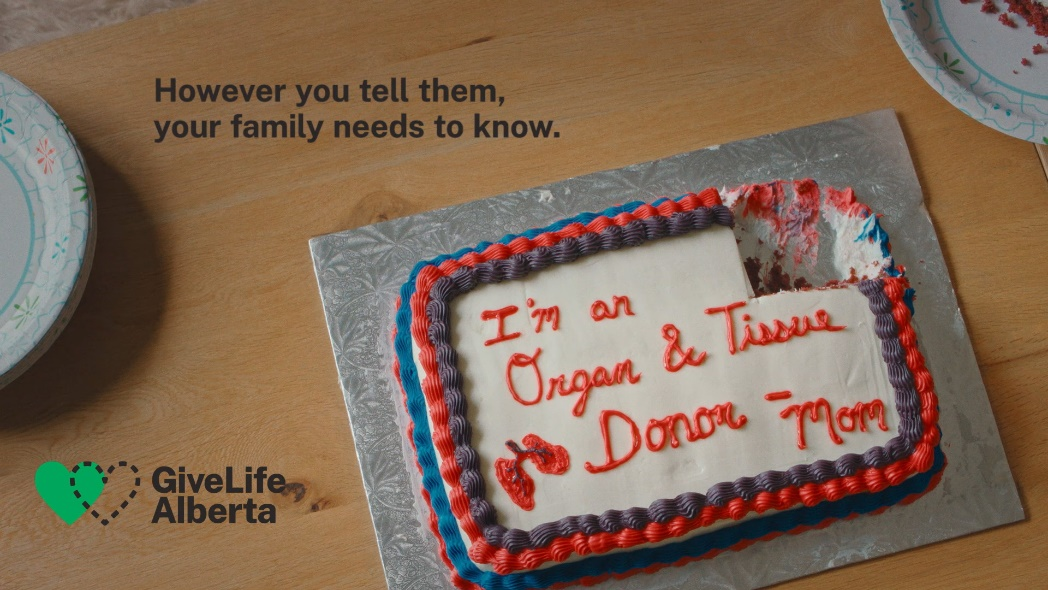 However you tell them,
your family needs to know.
I'm an
Organ & Tissue
Donor -Mom
GiveLife
Alberta